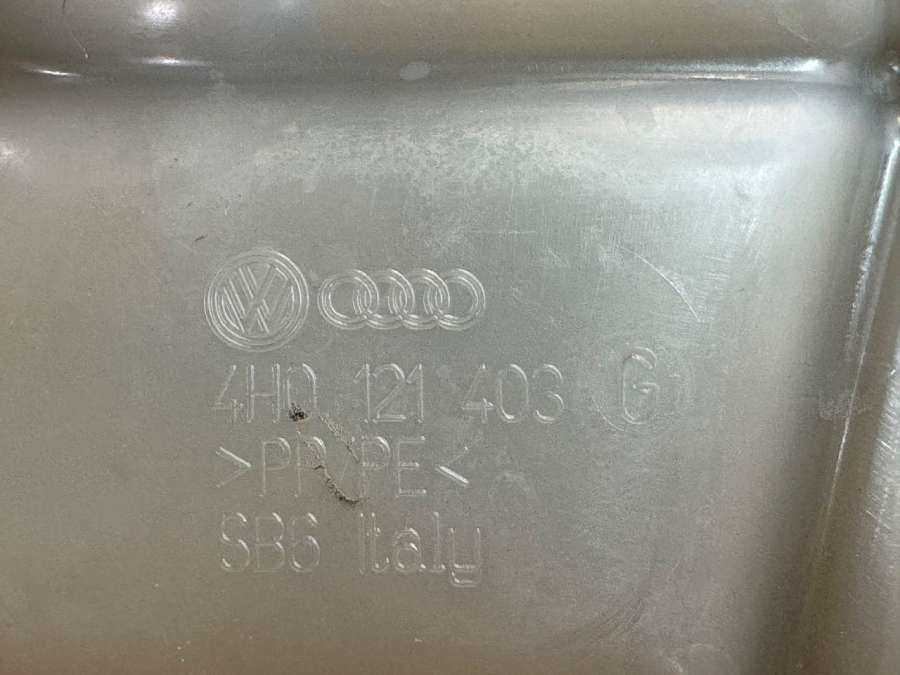 4H0 121 403 G
>PP/PE<
SB6 Italy